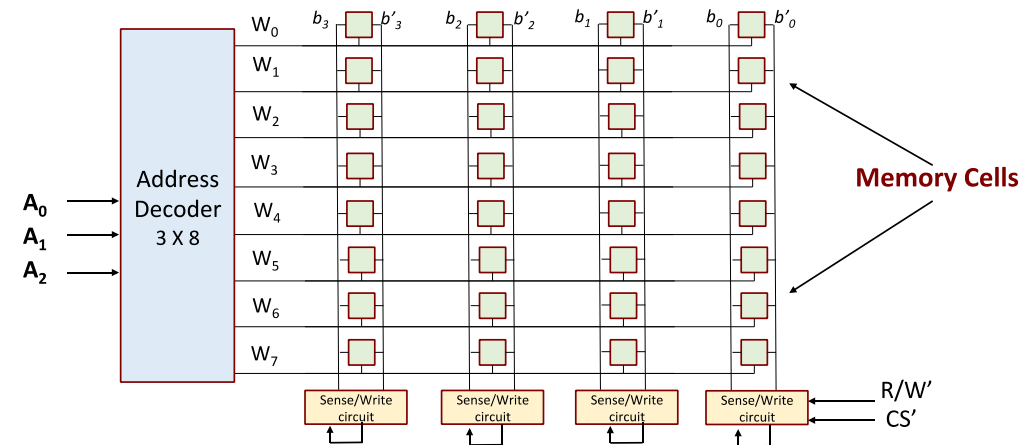 b₃ b'₃ b₂ b'₂ b₁ b'₁ b₀ b'₀
W₀
W₁
W₂
W₃
W₄
W₅
W₆
W₇
Address
Decoder
3 X 8
A₀
A₁
A₂
Memory Cells
Sense/Write
circuit
Sense/Write
circuit
Sense/Write
circuit
Sense/Write
circuit
R/W'
CS'